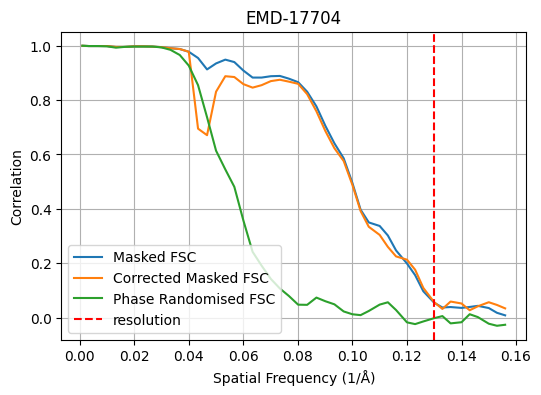 EMD-17704
Correlation
1.0
0.8
0.6
0.4
0.2
0.0
Masked FSC
Corrected Masked FSC
Phase Randomised FSC
resolution
0.00 0.02 0.04 0.06 0.08 0.10 0.12 0.14 0.16
Spatial Frequency (1/Å)